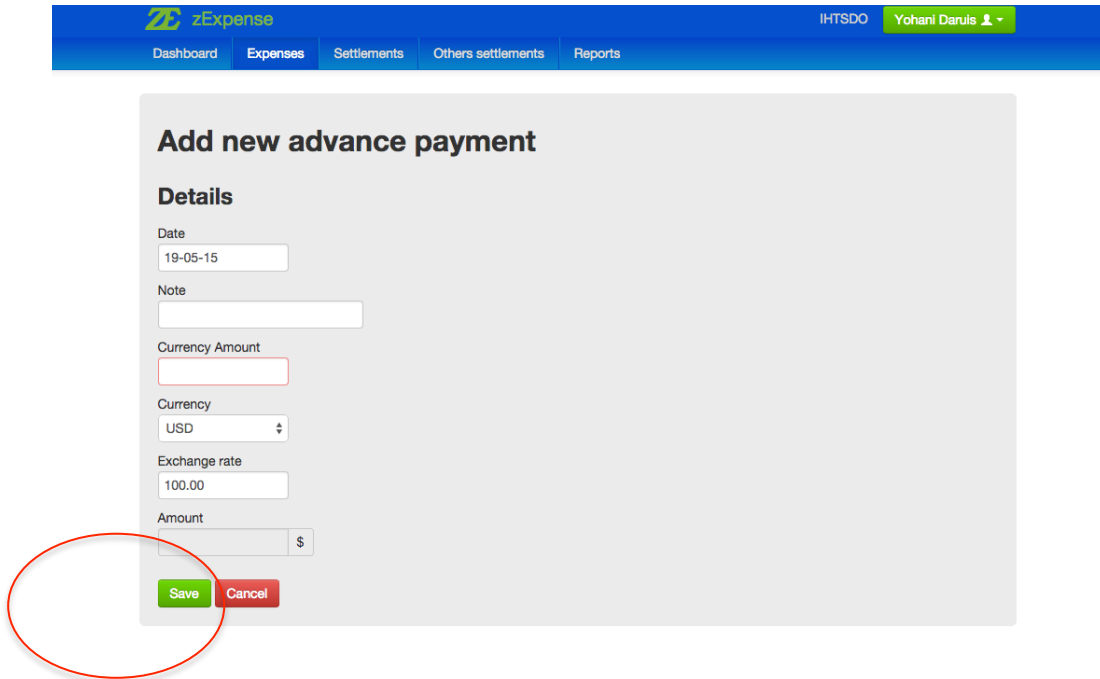 ZE zExpense IHTSDO Yohani Daruis
Dashboard Expenses Settlements Others settlements Reports
Add new advance payment
Details
Date
19-05-15
Note
Currency Amount
Currency
USD
Exchange rate
100.00
Amount
$
Save Cancel